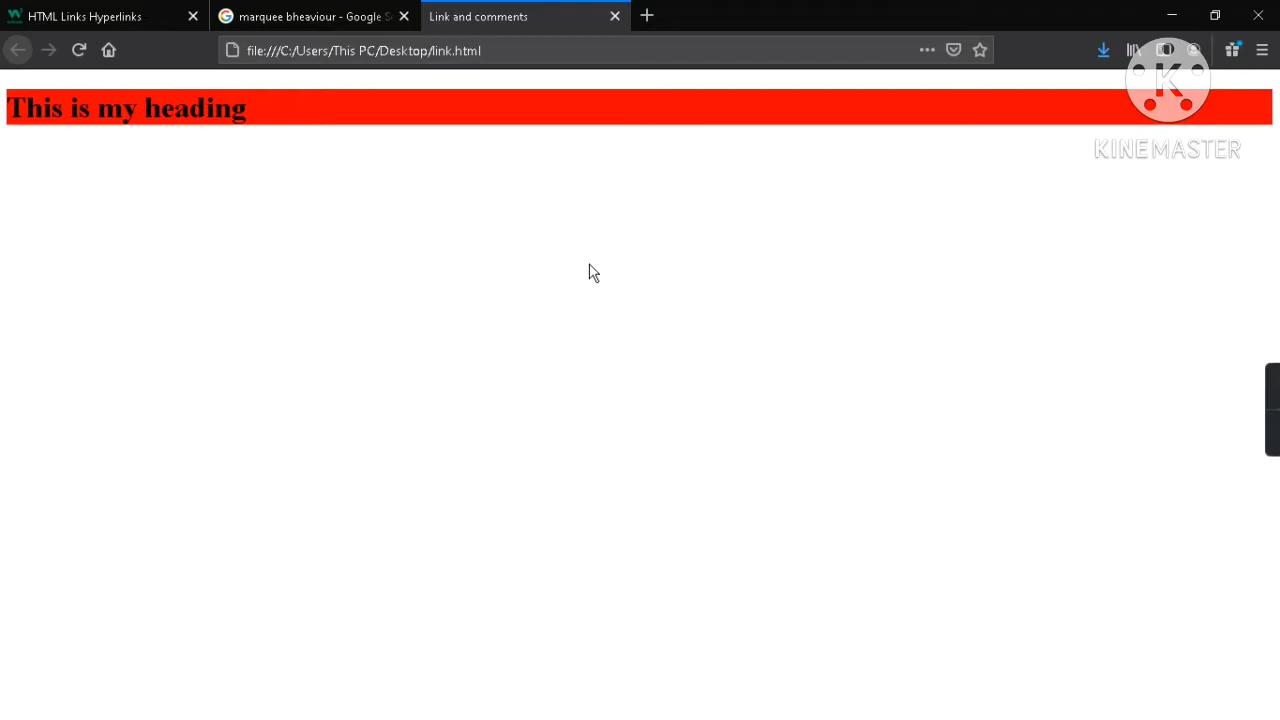 HTML Links Hyperlinks
marquee bheaviour - Google S
Link and comments
file:///C:/Users/This PC/Desktop/link.html
This is my heading
K
KINEMASTER